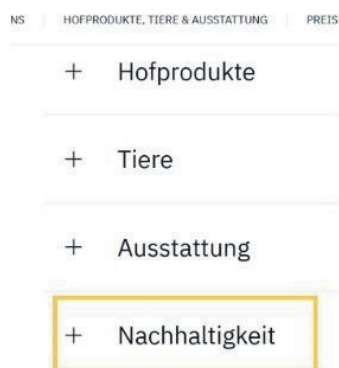 NS HOFPRODUKTE, TIERE & AUSSTATTUNG PREIS
+ Hofprodukte
+ Tiere
+ Ausstattung
+ Nachhaltigkeit